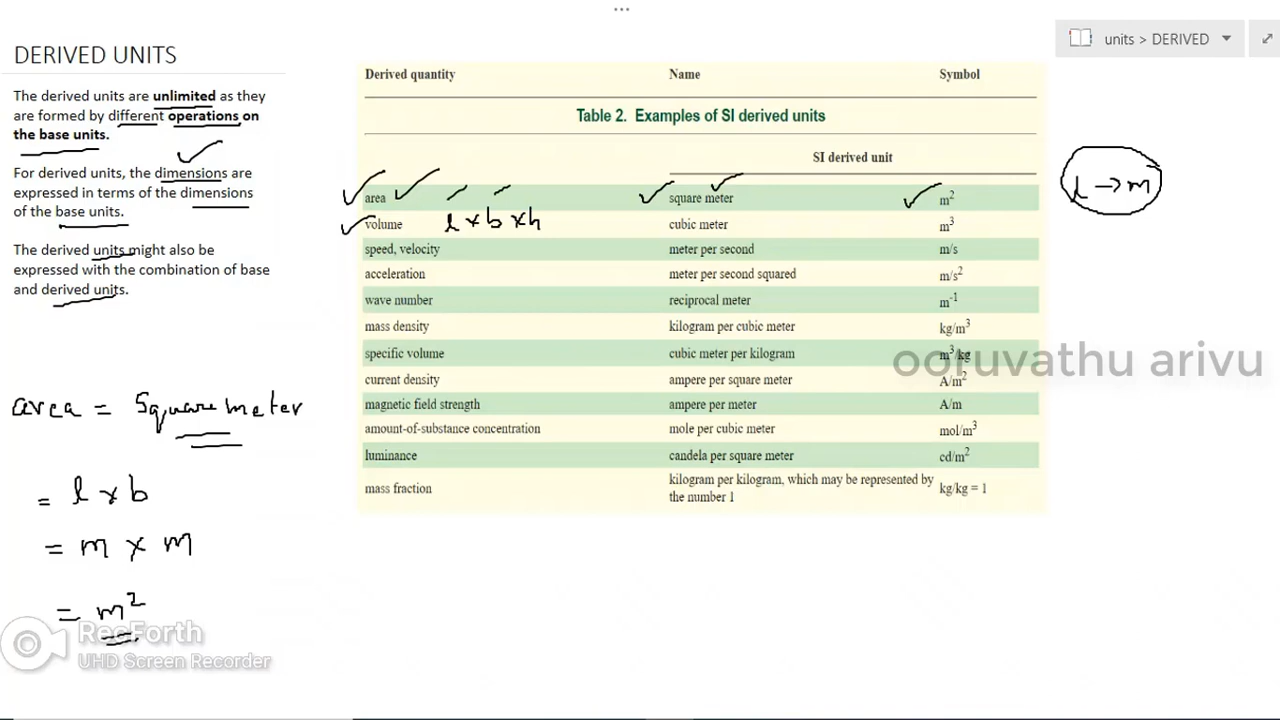 ...
units > DERIVED
DERIVED UNITS
The derived units are unlimited as they
are formed by different operations on
the base units.
For derived units, the dimensions are
expressed in terms of the dimensions
of the base units.
The derived units might also be
expressed with the combination of base
and derived units.
area = Square meter
= l × b
= m × m
= m²
RecForth
UHD Screen Recorder
Derived quantity Name Symbol
Table 2. Examples of SI derived units
SI derived unit
area square meter m²
volume l × b × h cubic meter m³
speed, velocity meter per second m/s
acceleration meter per second squared m/s²
wave number reciprocal meter m⁻¹
mass density kilogram per cubic meter kg/m³
specific volume cubic meter per kilogram m³/kg
current density ampere per square meter A/m²
magnetic field strength ampere per meter A/m
amount-of-substance concentration mole per cubic meter mol/m³
luminance candela per square meter cd/m²
mass fraction kilogram per kilogram, which may be represented by kg/kg = 1
the number 1
l → m
ooruvathu arivu